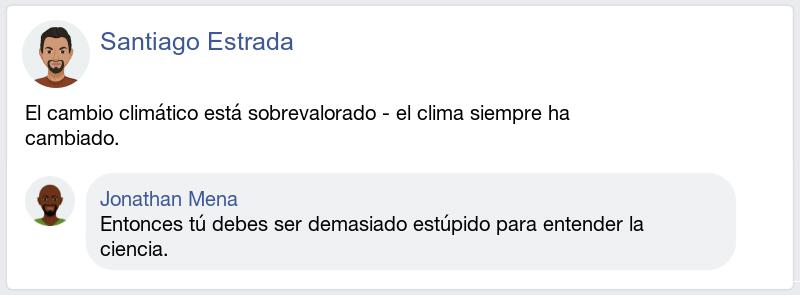 Santiago Estrada
El cambio climático está sobrevalorado - el clima siempre ha
cambiado.
Jonathan Mena
Entonces tú debes ser demasiado estúpido para entender la
ciencia.